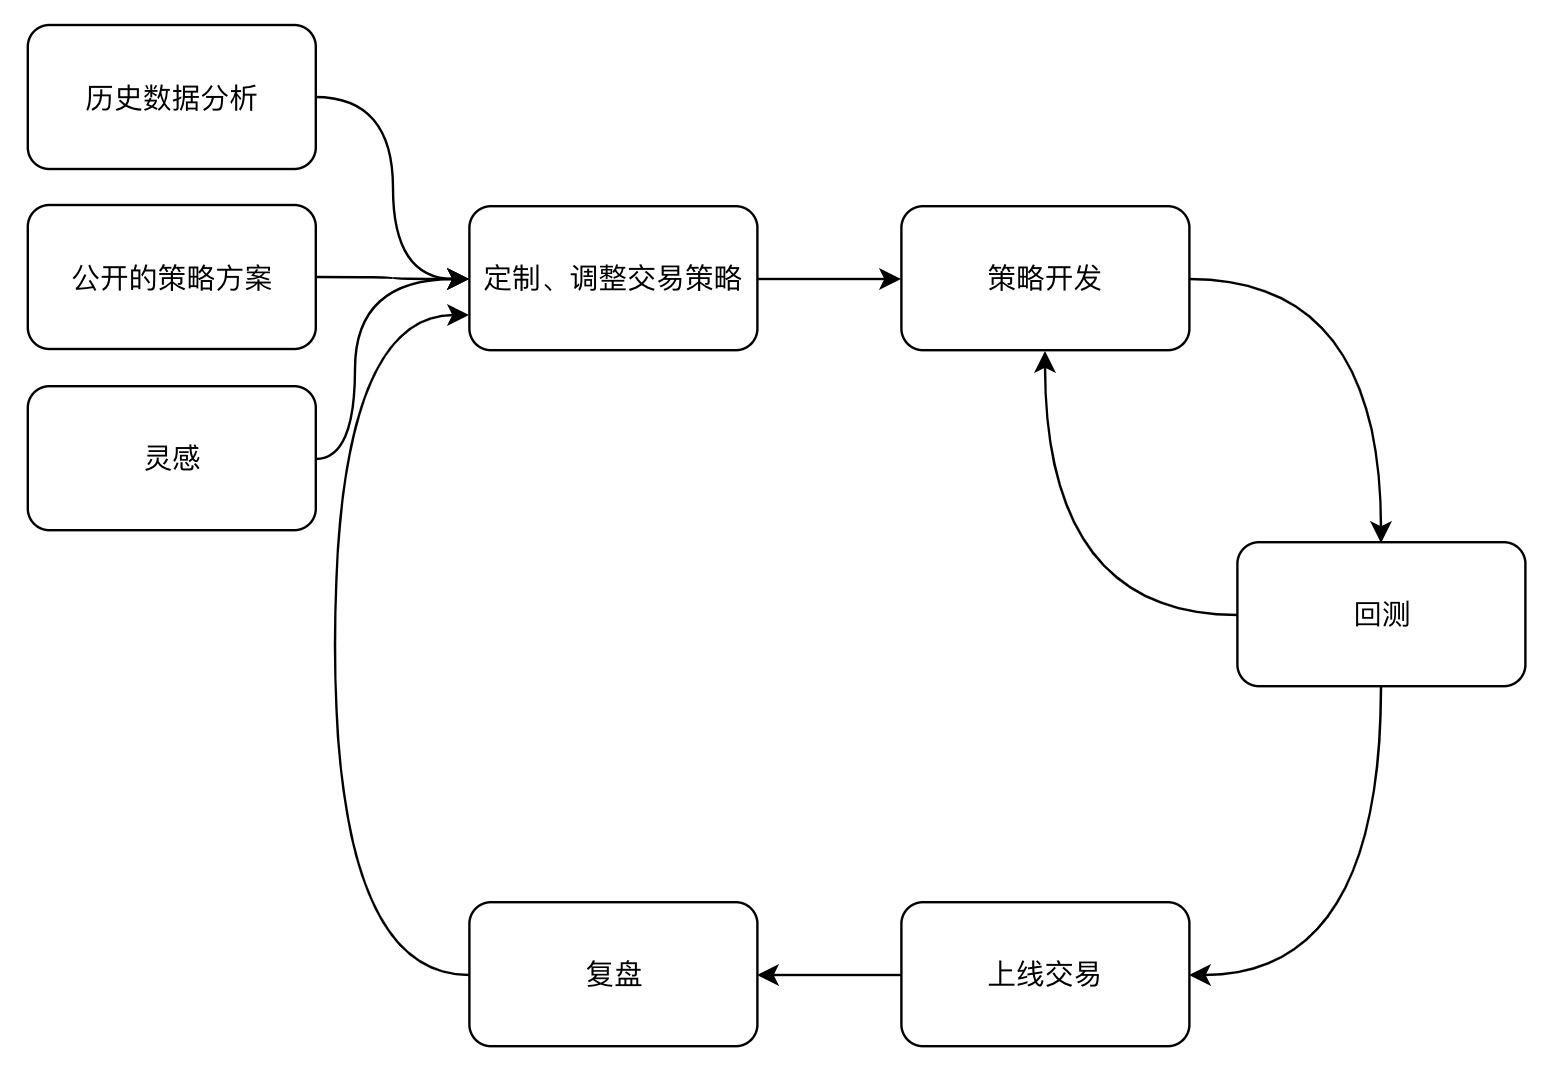 历史数据分析
公开的策略方案
灵感
定制、调整交易策略
策略开发
回测
上线交易
复盘